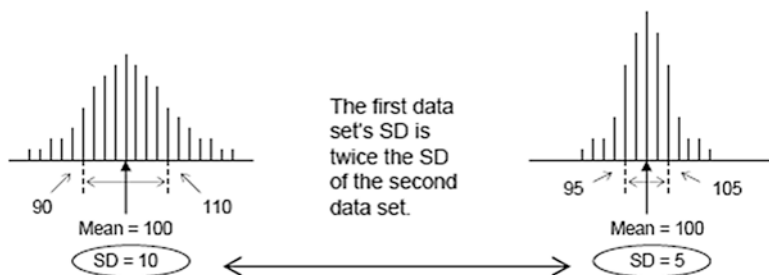 The first data
set's SD is
twice the SD
of the second
data set.
90
110
Mean = 100
SD = 10
95
105
Mean = 100
SD = 5